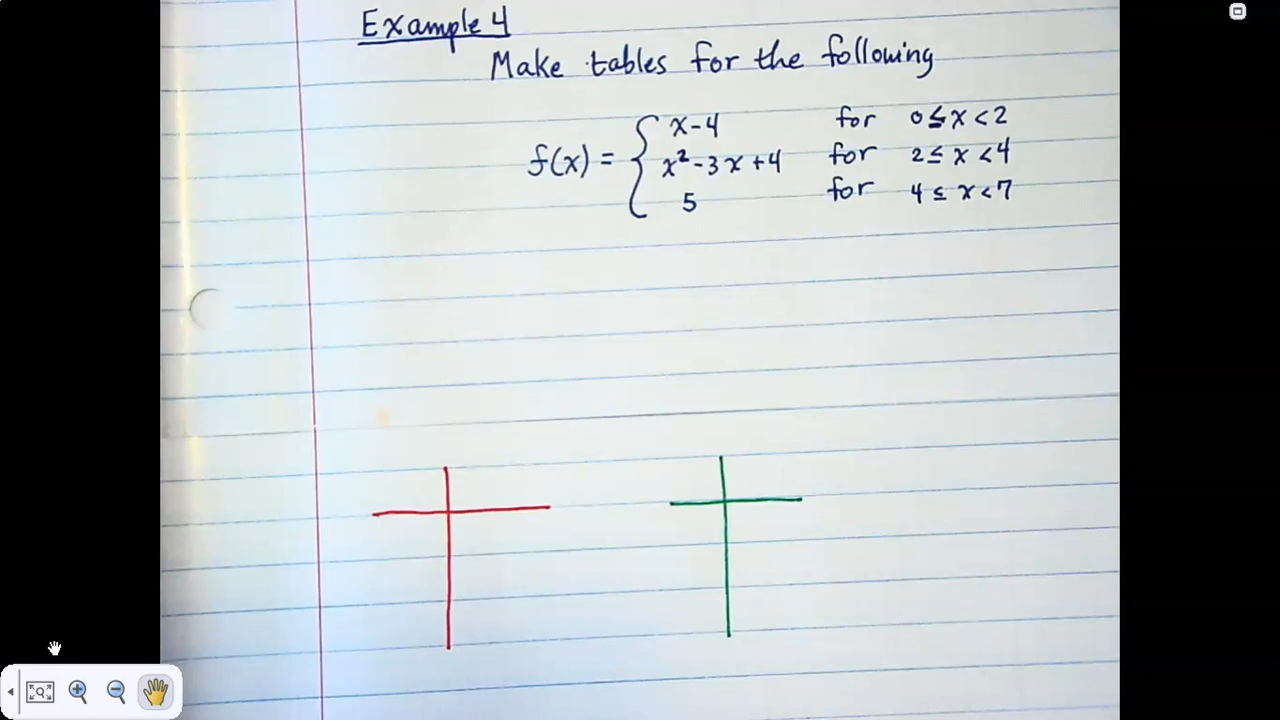 Example 4
Make tables for the following
f(x) = { x-4 for 0 ≤ x < 2
x² - 3x + 4 for 2 ≤ x < 4
5 for 4 ≤ x < 7